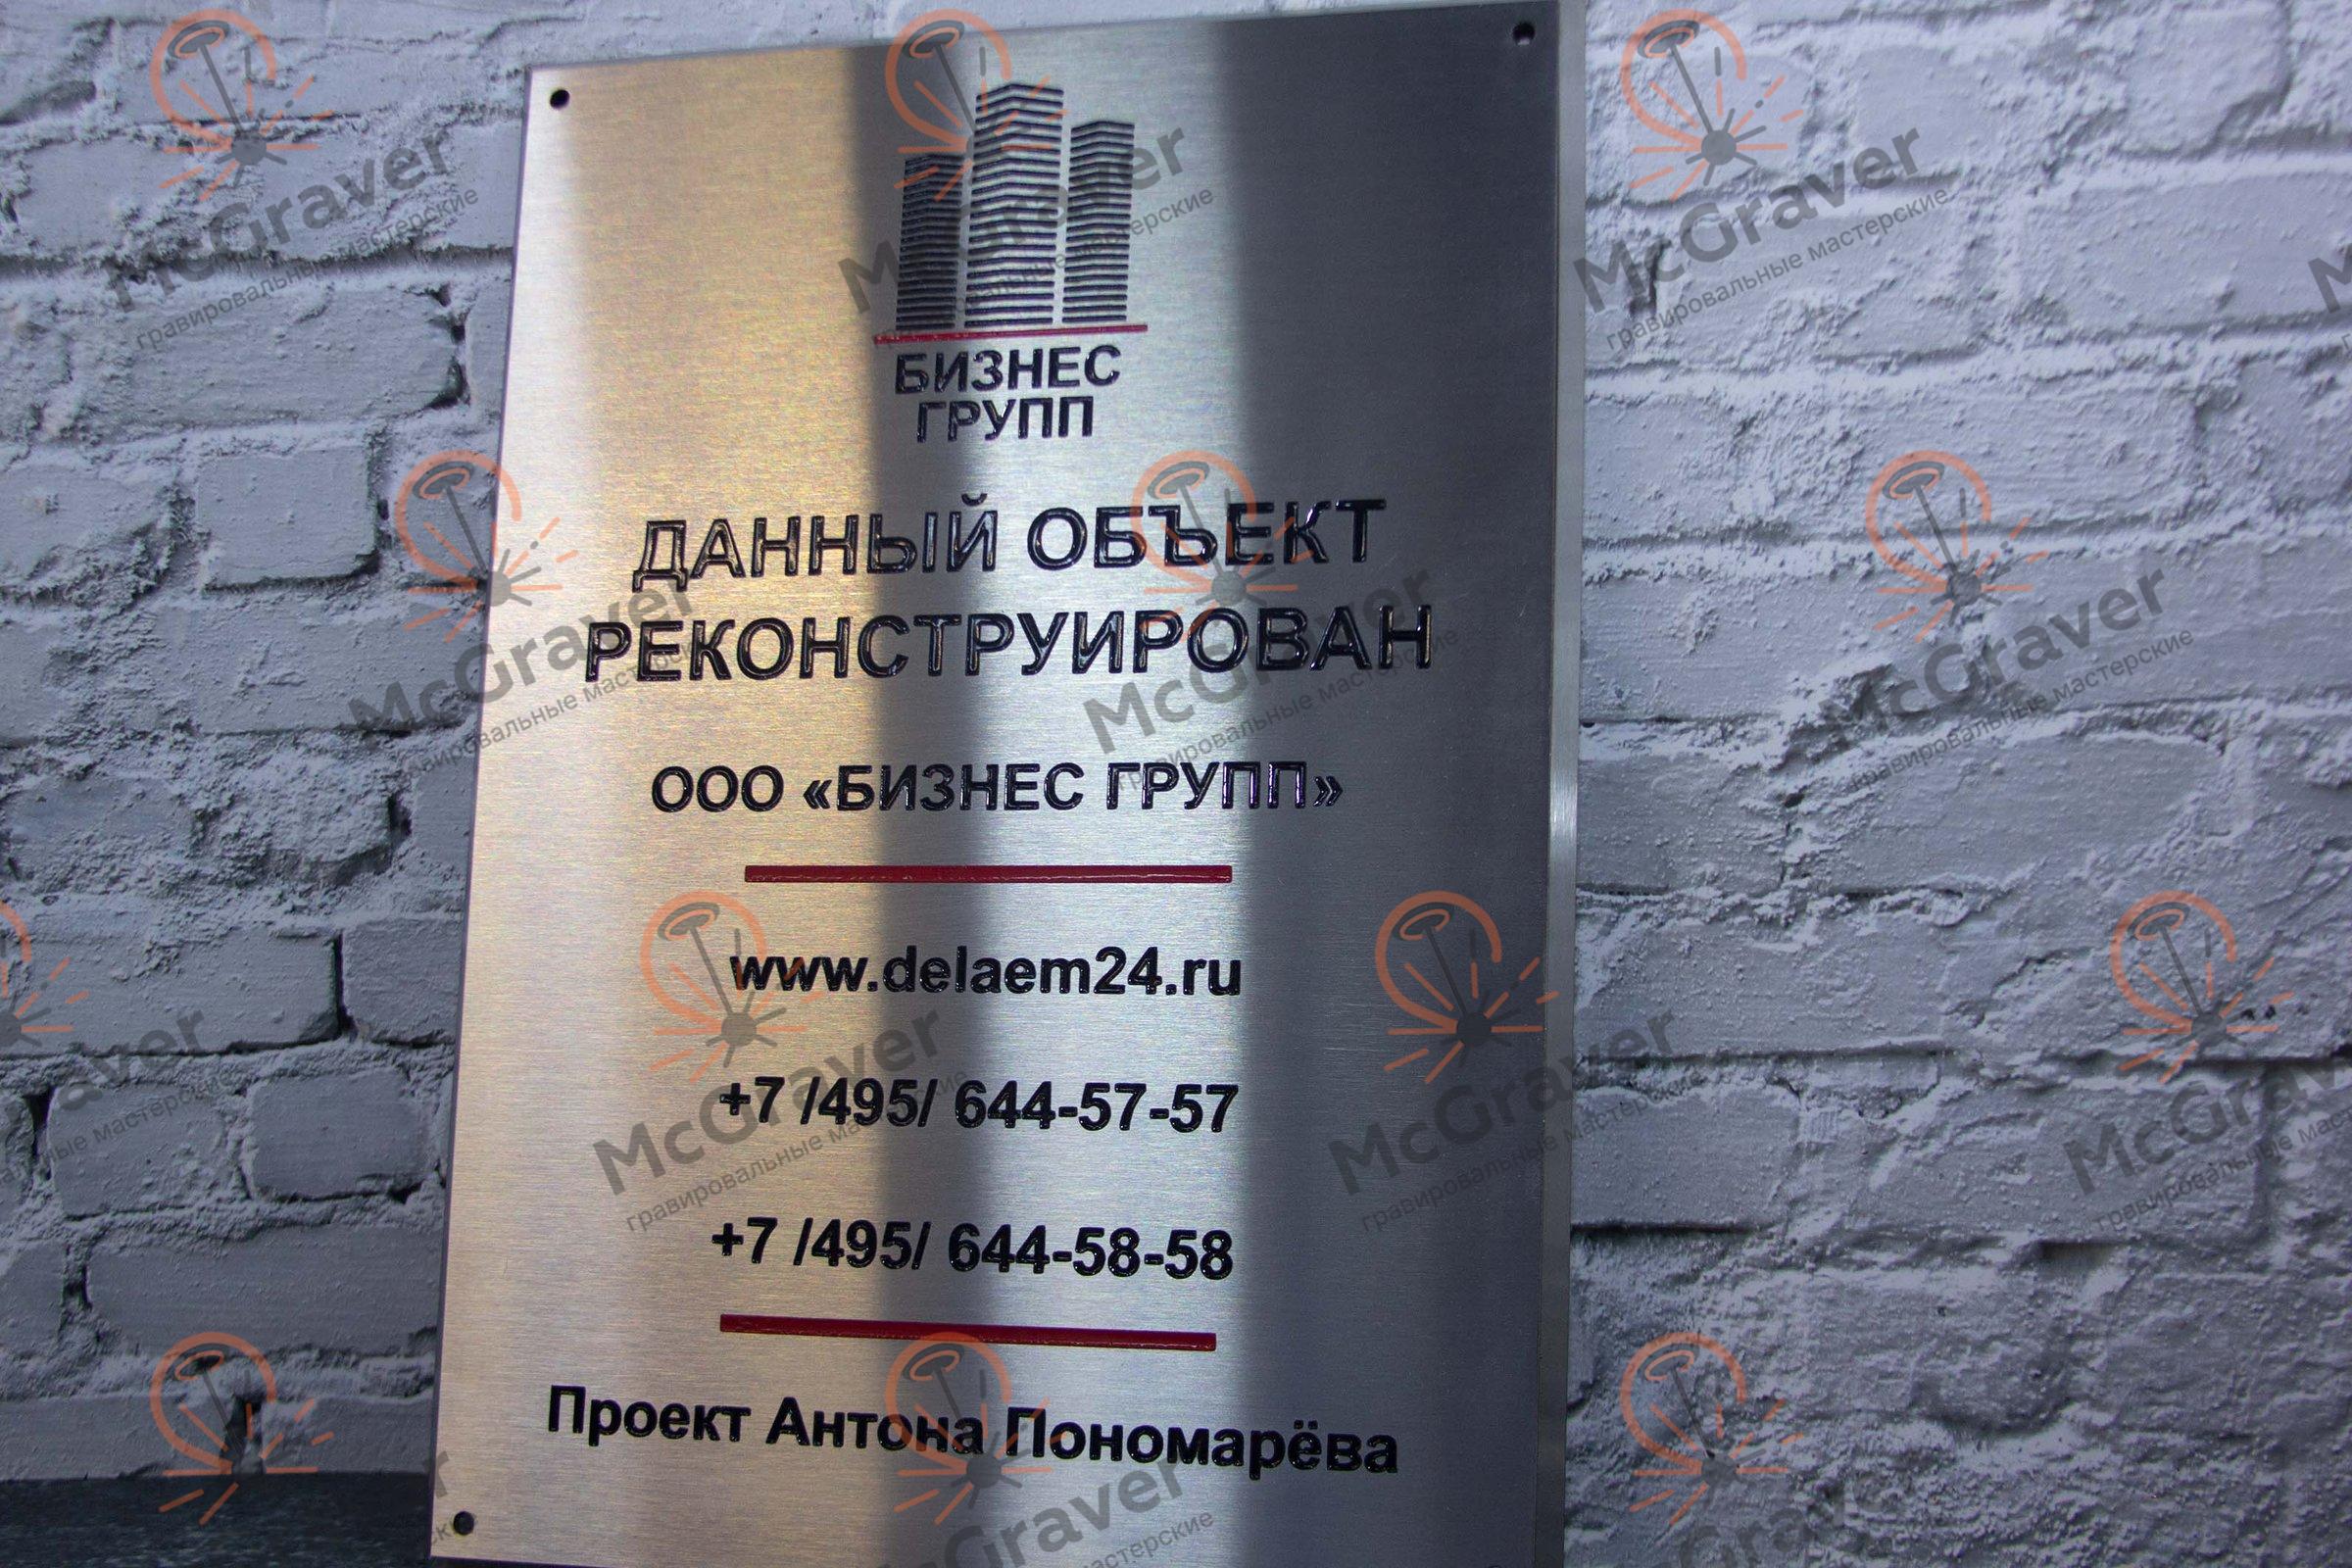 БИЗНЕС
ГРУПП
ДАННЫЙ ОБЪЕКТ
РЕКОНСТРУИРОВАН
ООО «БИЗНЕС ГРУПП»
www.delaem24.ru
+7 /495/ 644-57-57
+7 /495/ 644-58-58
Проект Антона Пономарёва
McGraver
гравировальные мастерские